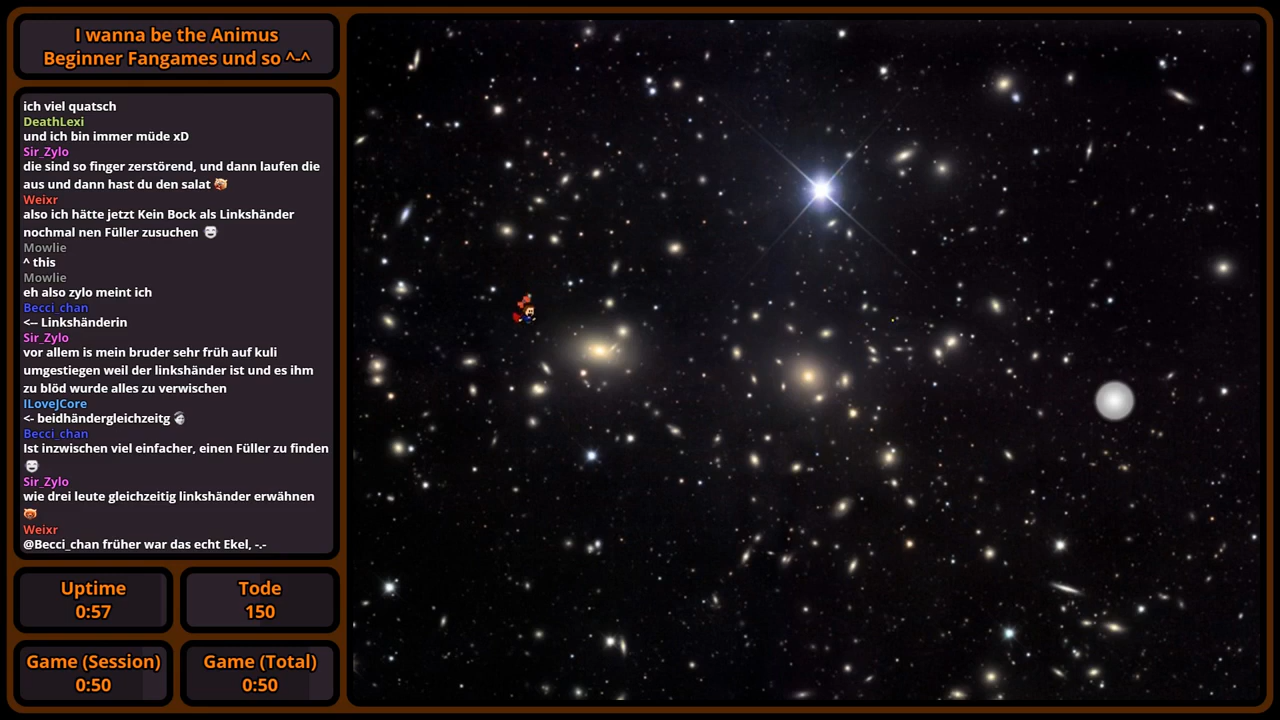 I wanna be the Animus
Beginner Fangames und so ^-^
ich viel quatsch
DeathLexi
und ich bin immer müde xD
Sir_Zylo
die sind so finger zerstörend, und dann laufen die
aus und dann hast du den salat
Weixr
also ich hätte jetzt Kein Bock als Linkshänder
nochmal nen Füller zusuchen
Mowlie
^ this
Mowlie
eh also zylo meint ich
Becci_chan
<-- Linkshänderin
Sir_Zylo
vor allem is mein bruder sehr früh auf kuli
umgestiegen weil der linkshänder ist und es ihm
zu blöd wurde alles zu verwischen
ILoveJCore
<- beidhändergleichzeitg
Becci_chan
Ist inzwischen viel einfacher, einen Füller zu finden
Sir_Zylo
wie drei leute gleichzeitig linkshänder erwähnen
Weixr
@Becci_chan früher war das echt Ekel, -.-
Uptime
0:57
Tode
150
Game (Session)
0:50
Game (Total)
0:50